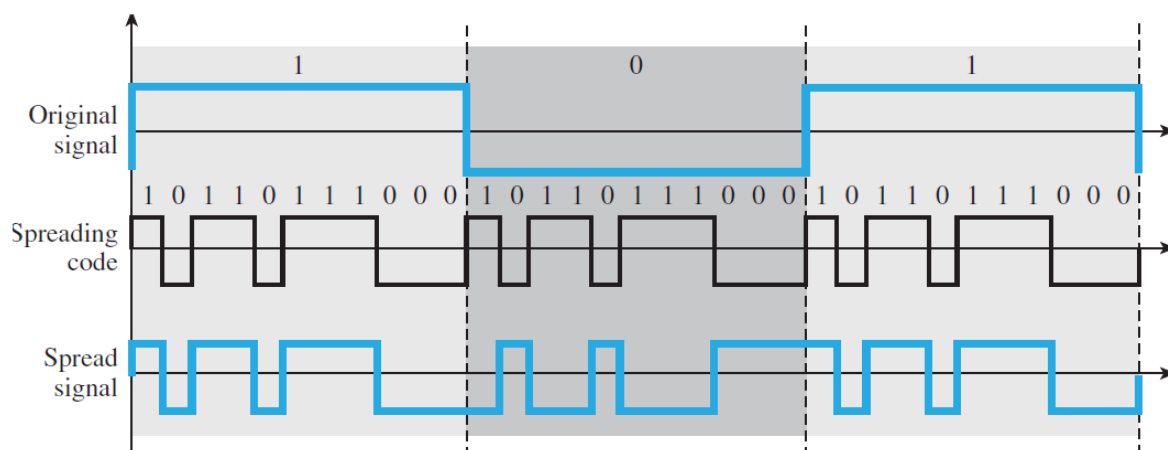 1 0 1
Original
signal
1 0 1 1 0 1 1 1 0 0 0 1 0 1 1 0 1 1 1 0 0 0 1 0 1 1 0 1 1 1 0 0 0
Spreading
code
Spread
signal